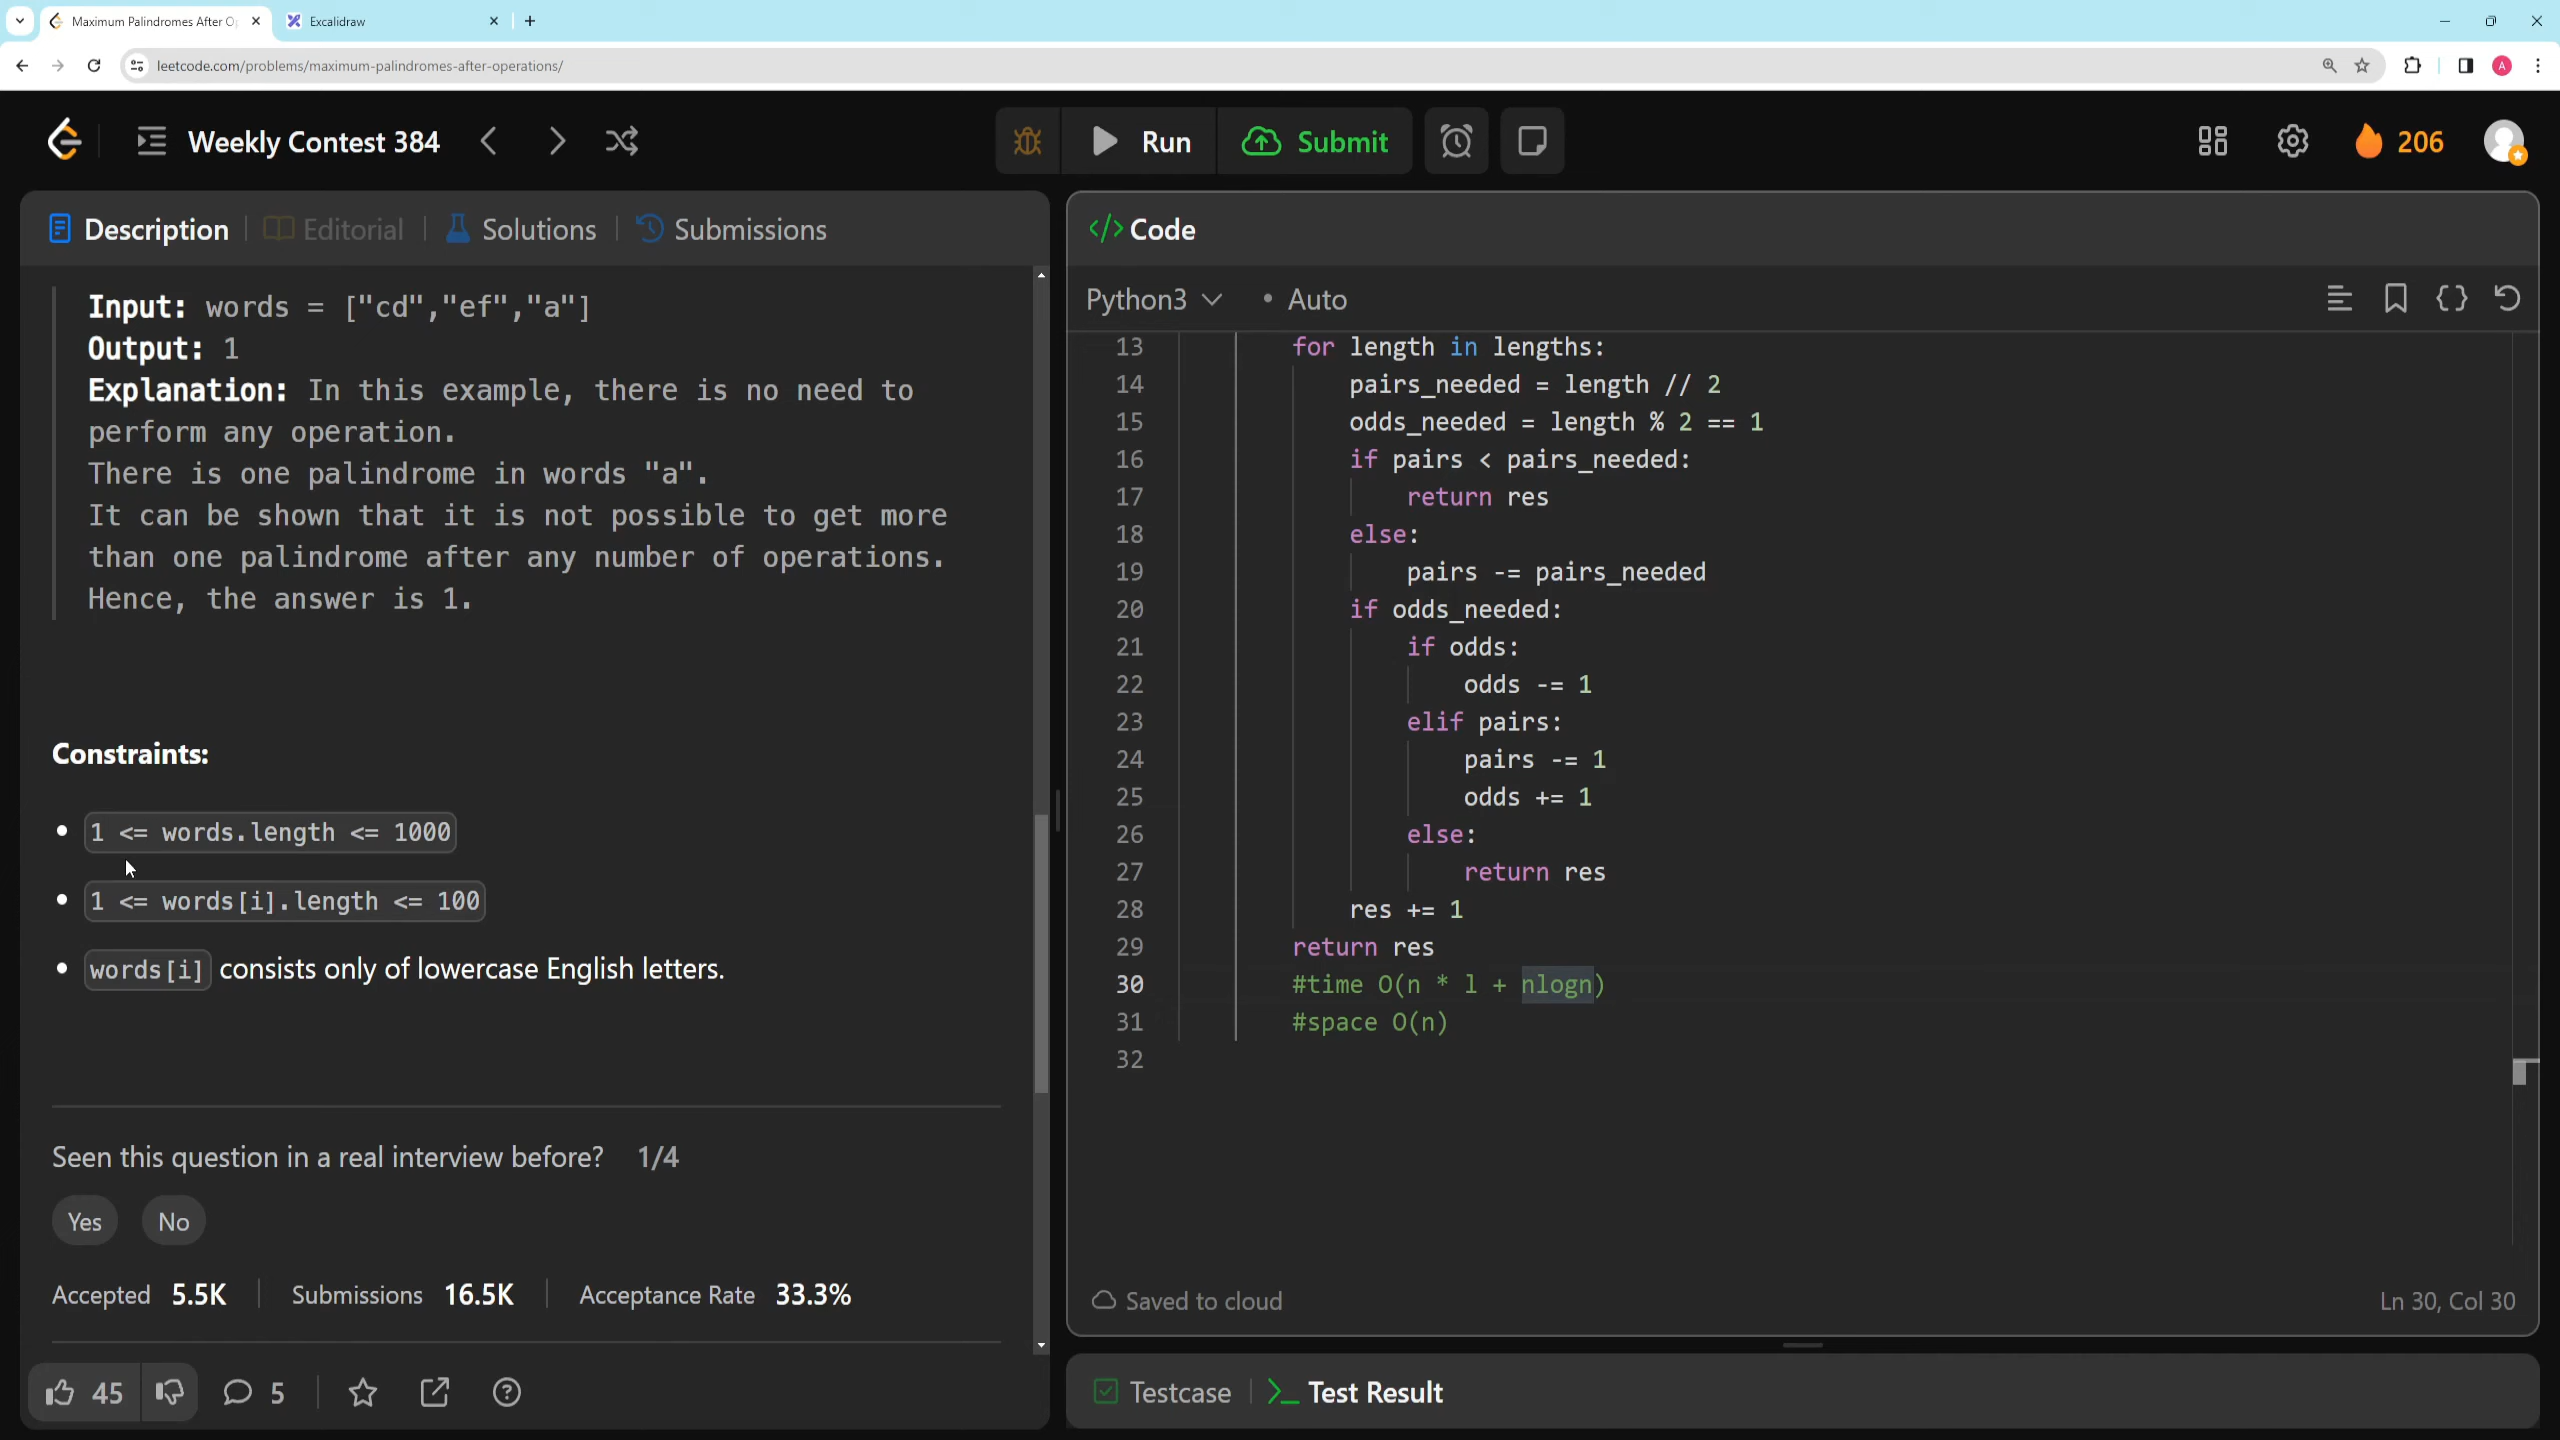 Maximum Palindromes After O
Excalidraw
leetcode.com/problems/maximum-palindromes-after-operations/
A
Weekly Contest 384
Run
Submit
206
Description
Editorial
Solutions
Submissions
Input: words = ["cd","ef","a"]
Output: 1
Explanation: In this example, there is no need to
perform any operation.
There is one palindrome in words "a".
It can be shown that it is not possible to get more
than one palindrome after any number of operations.
Hence, the answer is 1.
Constraints:
• 1 <= words.length <= 1000
• 1 <= words[i].length <= 100
• words[i] consists only of lowercase English letters.
Seen this question in a real interview before? 1/4
Yes No
Accepted 5.5K Submissions 16.5K Acceptance Rate 33.3%
45 5
</> Code
Python3 • Auto
13 for length in lengths:
14 pairs_needed = length // 2
15 odds_needed = length % 2 == 1
16 if pairs < pairs_needed:
17 return res
18 else:
19 pairs -= pairs_needed
20 if odds_needed:
21 if odds:
22 odds -= 1
23 elif pairs:
24 pairs -= 1
25 odds += 1
26 else:
27 return res
28 res += 1
29 return res
30 #time O(n * l + nlogn)
31 #space O(n)
32
Saved to cloud
Ln 30, Col 30
Testcase
Test Result